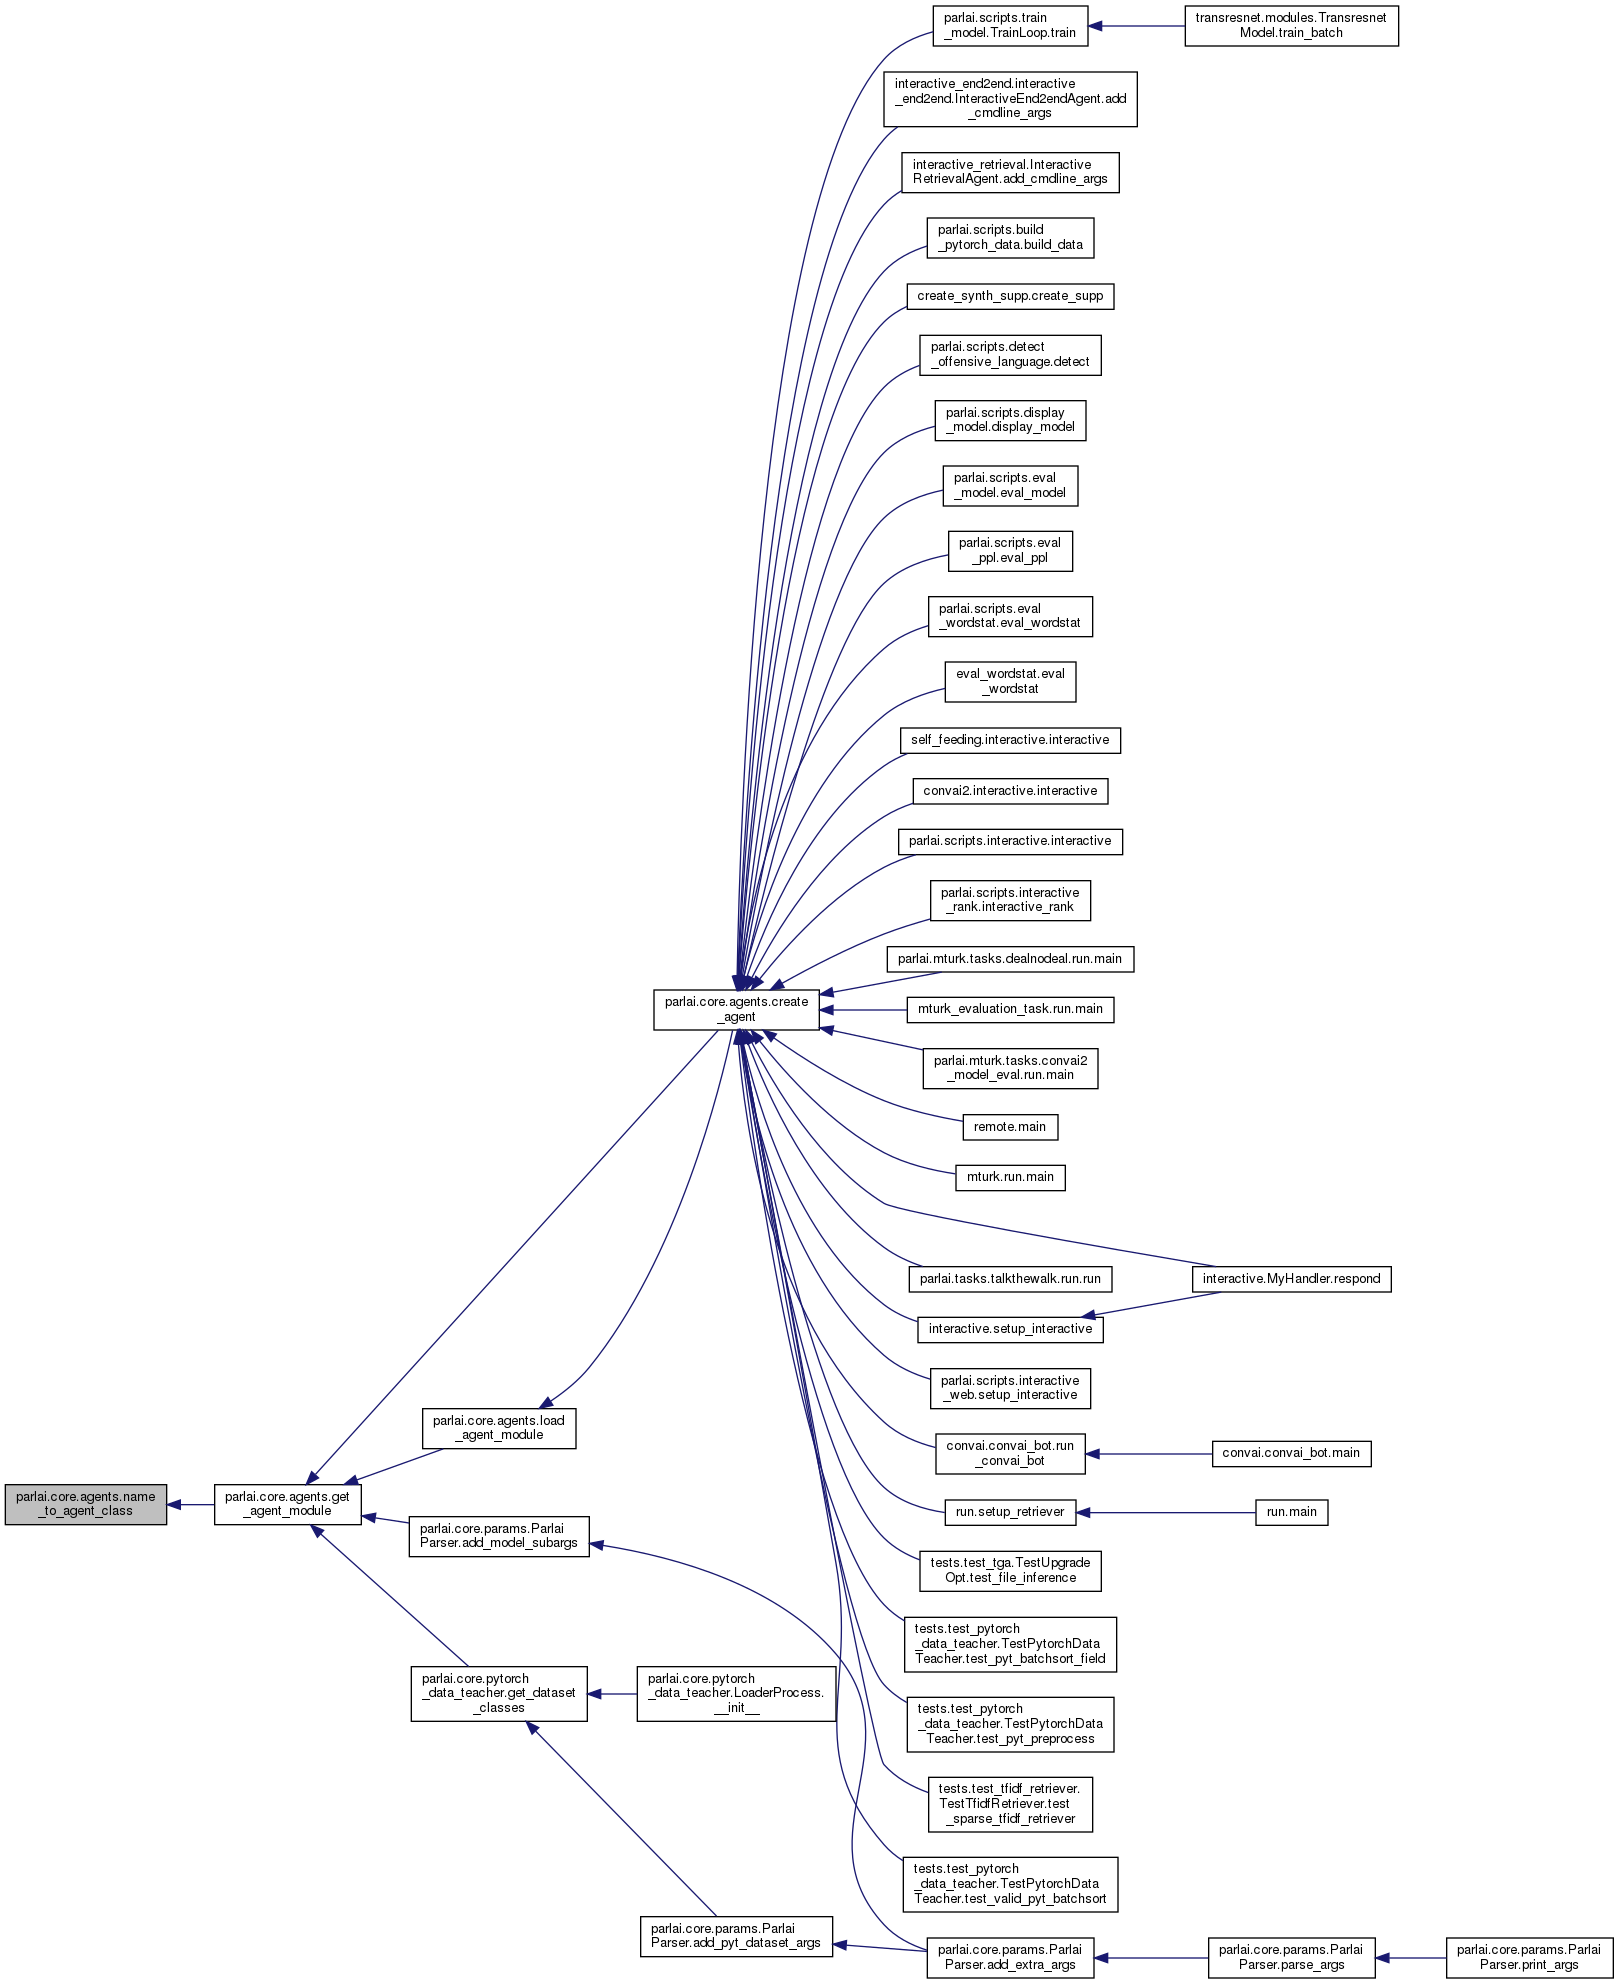 parlai.scripts.train
_model.TrainLoop.train
transresnet.modules.Transresnet
Model.train_batch
interactive_end2end.interactive
_end2end.InteractiveEnd2endAgent.add
_cmdline_args
interactive_retrieval.Interactive
RetrievalAgent.add_cmdline_args
parlai.scripts.build
_pytorch_data.build_data
create_synth_supp.create_supp
parlai.scripts.detect
_offensive_language.detect
parlai.scripts.display
_model.display_model
parlai.scripts.eval
_model.eval_model
parlai.scripts.eval
_ppl.eval_ppl
parlai.scripts.eval
_wordstat.eval_wordstat
eval_wordstat.eval
_wordstat
self_feeding.interactive.interactive
convai2.interactive.interactive
parlai.scripts.interactive.interactive
parlai.scripts.interactive
_rank.interactive_rank
parlai.mturk.tasks.dealnodeal.run.main
parlai.core.agents.create
_agent
mturk_evaluation_task.run.main
parlai.mturk.tasks.convai2
_model_eval.run.main
remote.main
mturk.run.main
parlai.tasks.talkthewalk.run.run
interactive.MyHandler.respond
interactive.setup_interactive
parlai.scripts.interactive
_web.setup_interactive
parlai.core.agents.load
_agent_module
convai.convai_bot.run
_convai_bot
convai.convai_bot.main
parlai.core.agents.name
_to_agent_class
parlai.core.agents.get
_agent_module
run.setup_retriever
run.main
parlai.core.params.Parlai
Parser.add_model_subargs
tests.test_tga.TestUpgrade
Opt.test_file_inference
tests.test_pytorch
_data_teacher.TestPytorchData
Teacher.test_pyt_batchsort_field
parlai.core.pytorch
_data_teacher.get_dataset
_classes
parlai.core.pytorch
_data_teacher.LoaderProcess.
__init__
tests.test_pytorch
_data_teacher.TestPytorchData
Teacher.test_pyt_preprocess
tests.test_tfidf_retriever.
TestTfidfRetriever.test
_sparse_tfidf_retriever
tests.test_pytorch
_data_teacher.TestPytorchData
Teacher.test_valid_pyt_batchsort
parlai.core.params.Parlai
Parser.add_pyt_dataset_args
parlai.core.params.Parlai
Parser.add_extra_args
parlai.core.params.Parlai
Parser.parse_args
parlai.core.params.Parlai
Parser.print_args